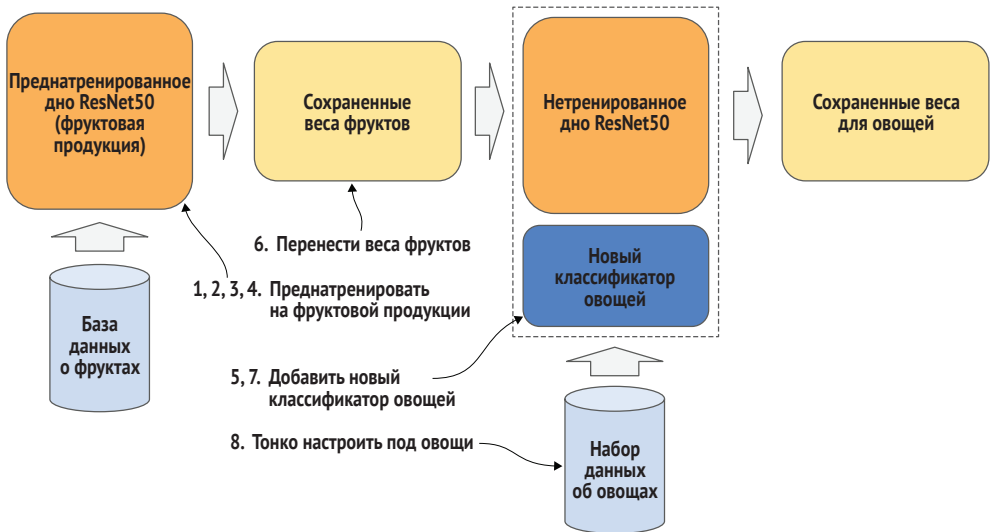 Преднатренированное
дно ResNet50
(фруктовая
продукция)
Сохраненные
веса фруктов
Нетренированное
дно ResNet50
Сохраненные веса
для овощей
6. Перенести веса фруктов
Новый
классификатор
овощей
1, 2, 3, 4. Преднатренировать
на фруктовой продукции
База
данных
о фруктах
5, 7. Добавить новый
классификатор овощей
8. Тонко настроить под овощи
Набор
данных
об овощах